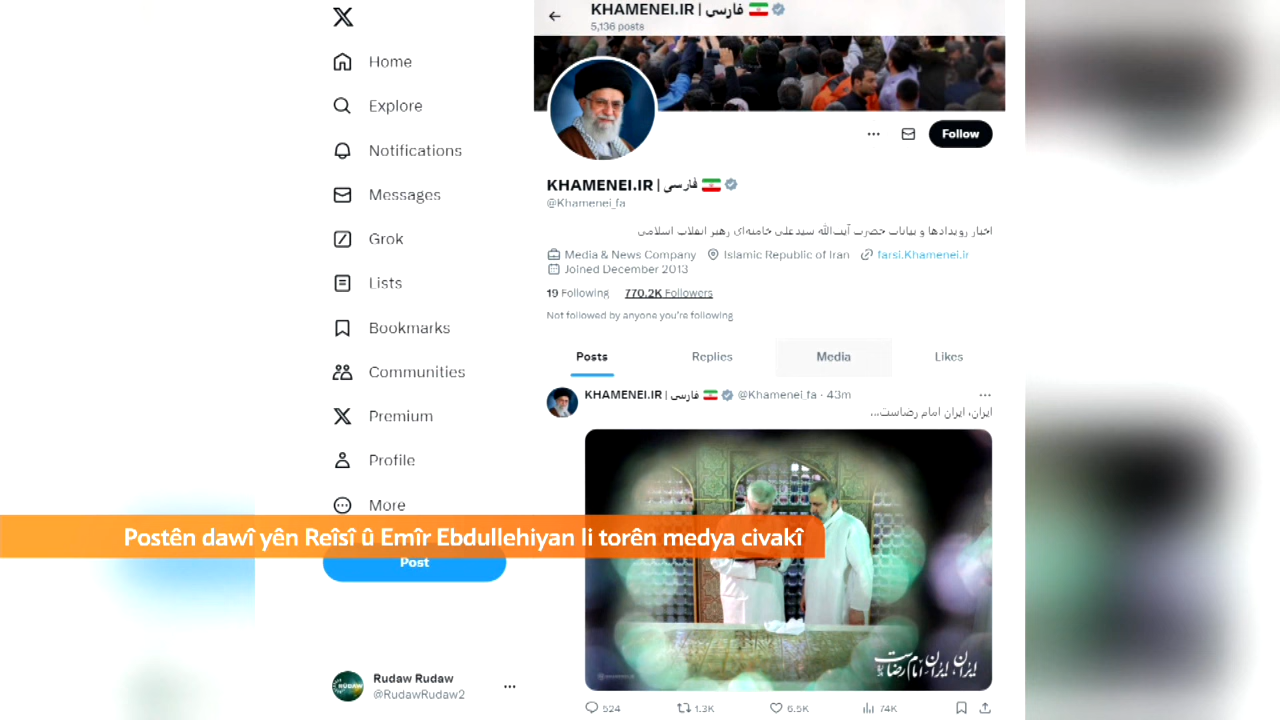 KHAMENEI.IR | فارسی
5,136 posts
Home
Explore
Notifications
Messages
Grok
Lists
Bookmarks
Communities
Premium
Profile
More
Post
Rudaw Rudaw
@RudawRudaw2
RÛDAW
Follow
KHAMENEI.IR | فارسی
@Khamenei_fa
اخبار رویدادها و بیانات حضرت آیت‌الله سیدعلی خامنه‌ای رهبر انقلاب اسلامی
Media & News Company Islamic Republic of Iran farsi.Khamenei.ir
Joined December 2013
19 Following 770.2K Followers
Not followed by anyone you're following
Posts Replies Media Likes
KHAMENEI.IR | فارسی @Khamenei_fa · 43m
ایران، ایران امام رضاست...
ایران، ایران امام رضاست
524 1.3K 6.5K 74K
Postên dawî yên Reîsî û Emîr Ebdullehiyan li torên medya civakî